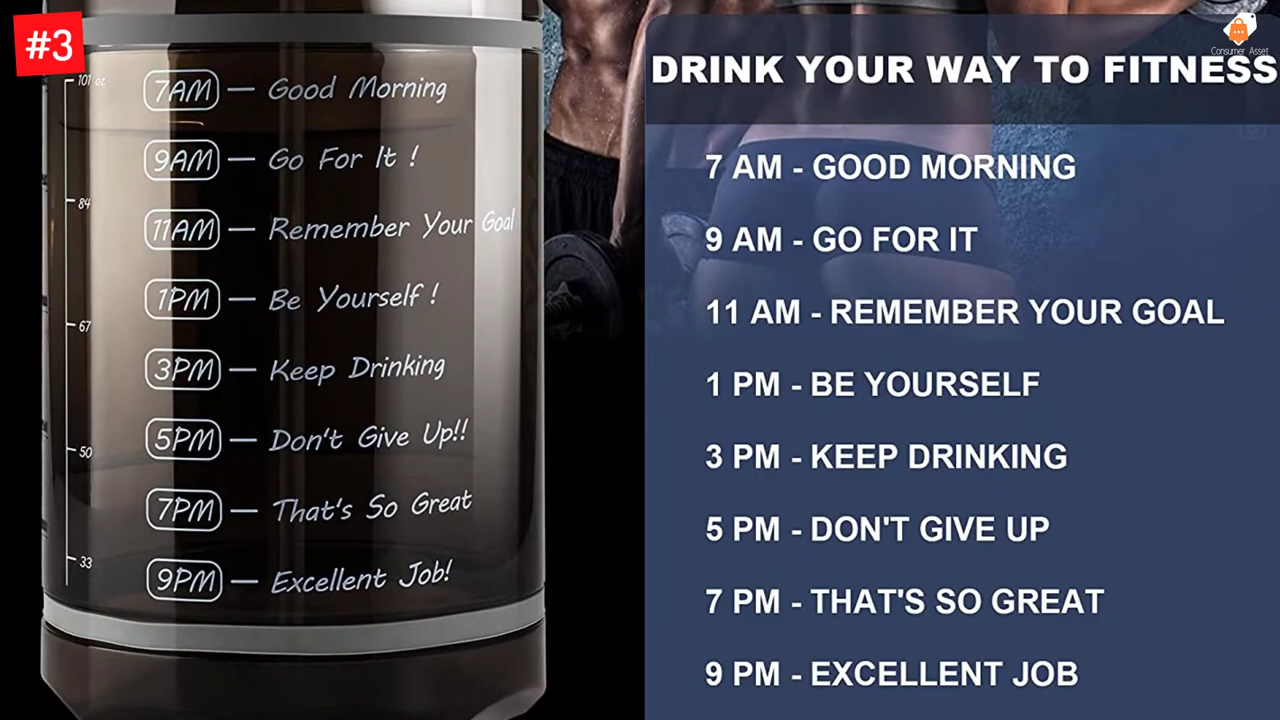 #3
101 oz
7AM — Good Morning
9AM — Go For It !
84
11AM — Remember Your Goal
1PM — Be Yourself !
67
3PM — Keep Drinking
5PM — Don't Give Up!!
50
7PM — That's So Great
33
9PM — Excellent Job!
Consumer Asset
DRINK YOUR WAY TO FITNESS
7 AM - GOOD MORNING
9 AM - GO FOR IT
11 AM - REMEMBER YOUR GOAL
1 PM - BE YOURSELF
3 PM - KEEP DRINKING
5 PM - DON'T GIVE UP
7 PM - THAT'S SO GREAT
9 PM - EXCELLENT JOB